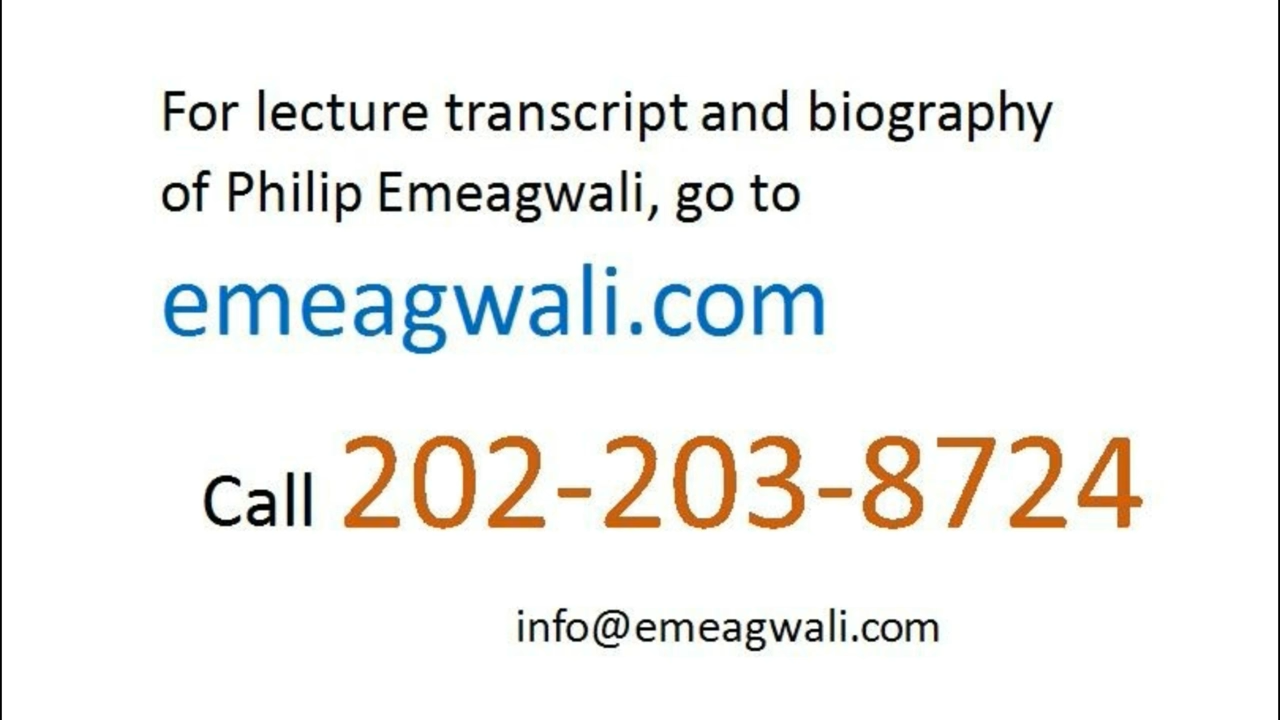 For lecture transcript and biography
of Philip Emeagwali, go to
emeagwali.com
Call 202-203-8724
info@emeagwali.com